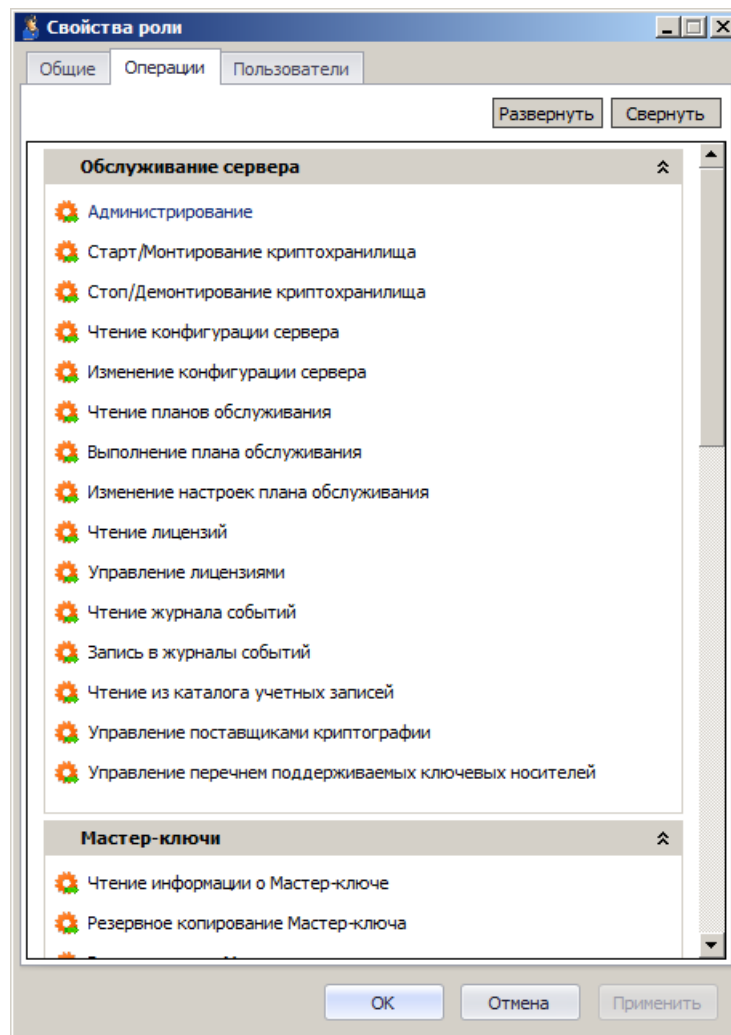 Свойства роли
Общие Операции Пользователи
Развернуть Свернуть
Обслуживание сервера
Администрирование
Старт/Монтирование криптохранилища
Стоп/Демонтирование криптохранилища
Чтение конфигурации сервера
Изменение конфигурации сервера
Чтение планов обслуживания
Выполнение плана обслуживания
Изменение настроек плана обслуживания
Чтение лицензий
Управление лицензиями
Чтение журнала событий
Запись в журналы событий
Чтение из каталога учетных записей
Управление поставщиками криптографии
Управление перечнем поддерживаемых ключевых носителей
Мастер-ключи
Чтение информации о Мастер-ключе
Резервное копирование Мастер-ключа
OK Отмена Применить